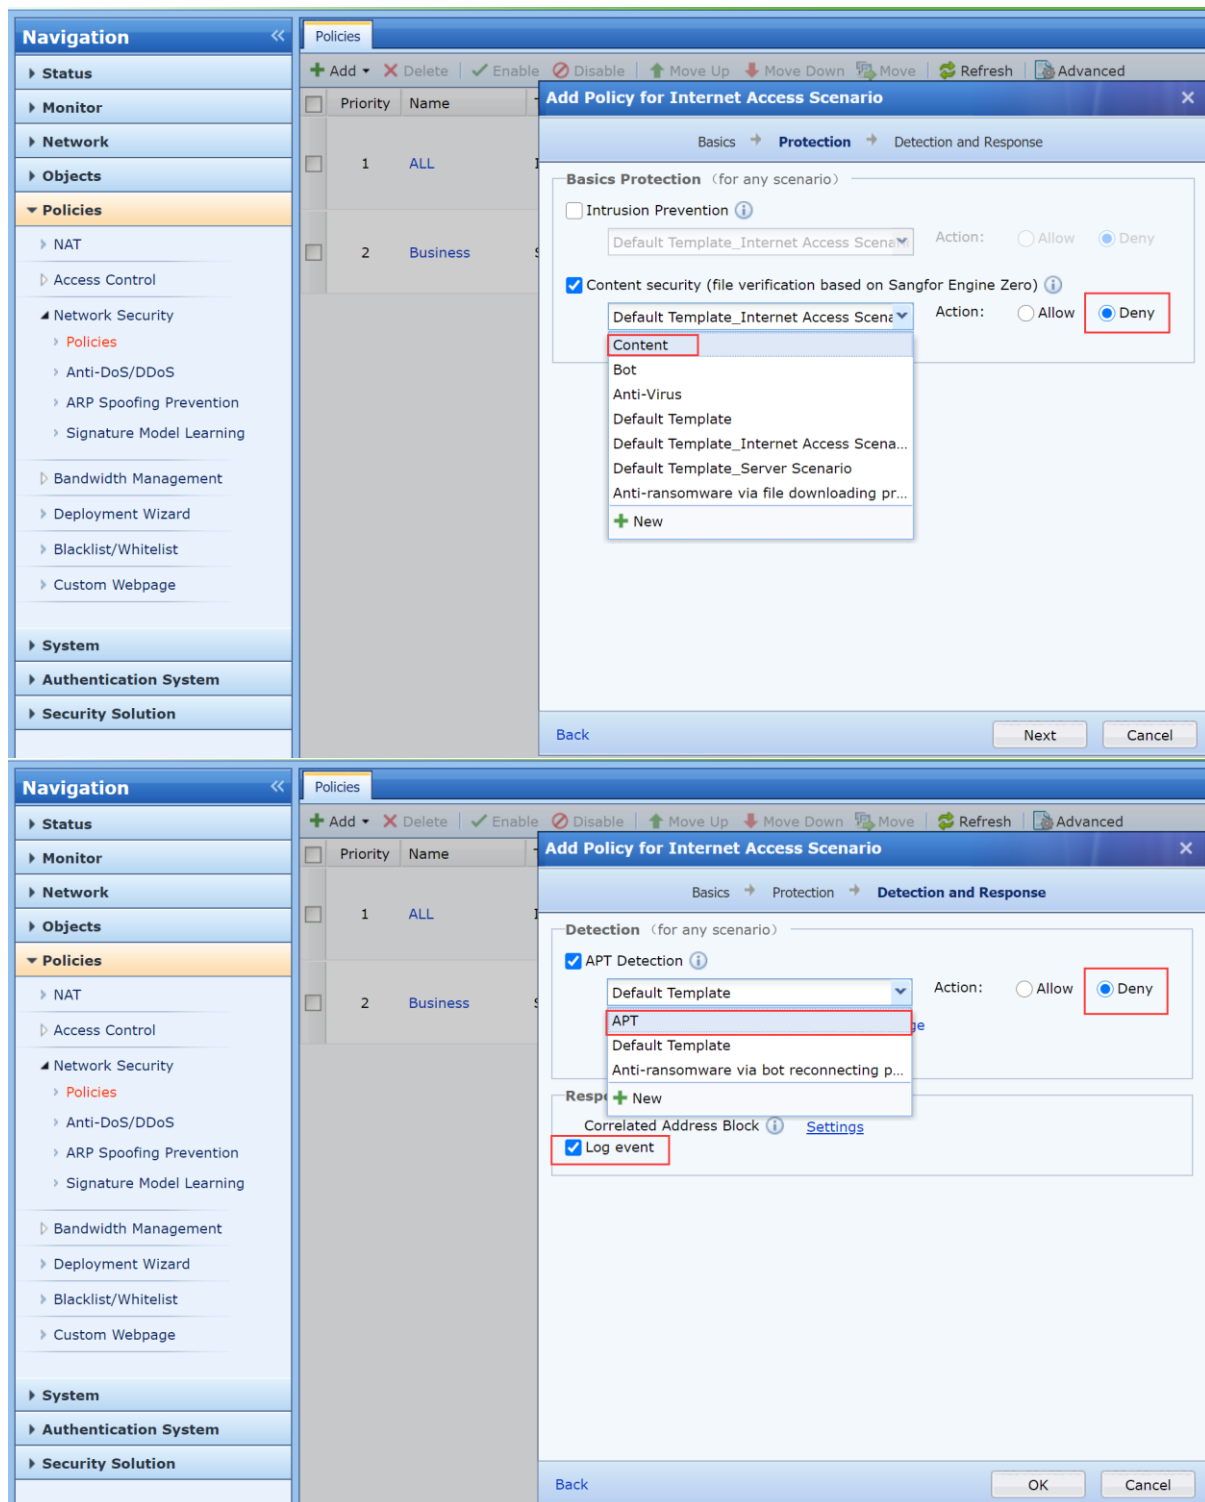 Navigation
Status
Monitor
Network
Objects
Policies
NAT
Access Control
Network Security
Policies
Anti-DoS/DDoS
ARP Spoofing Prevention
Signature Model Learning
Bandwidth Management
Deployment Wizard
Blacklist/Whitelist
Custom Webpage
System
Authentication System
Security Solution
Policies
Add Delete Enable Disable Move Up Move Down Move Refresh Advanced
Priority Name
1 ALL
2 Business
Add Policy for Internet Access Scenario
Basics Protection Detection and Response
Basics Protection (for any scenario)
Intrusion Prevention
Default Template_Internet Access Action: Allow Deny
Content security (file verification based on Sangfor Engine Zero)
Default Template_Internet Access Action: Allow Deny
Content
Bot
Anti-Virus
Default Template
Default Template_Internet Access Scena...
Default Template_Server Scenario
Anti-ransomware via file downloading pr...
New
Back Next Cancel
Navigation
Status
Monitor
Network
Objects
Policies
NAT
Access Control
Network Security
Policies
Anti-DoS/DDoS
ARP Spoofing Prevention
Signature Model Learning
Bandwidth Management
Deployment Wizard
Blacklist/Whitelist
Custom Webpage
System
Authentication System
Security Solution
Policies
Add Delete Enable Disable Move Up Move Down Move Refresh Advanced
Priority Name
1 ALL
2 Business
Add Policy for Internet Access Scenario
Basics Protection Detection and Response
Detection (for any scenario)
APT Detection
Default Template Action: Allow Deny
APT
Default Template
Anti-ransomware via bot reconnecting p...
New
Correlated Address Block Settings
Log event
Back OK Cancel